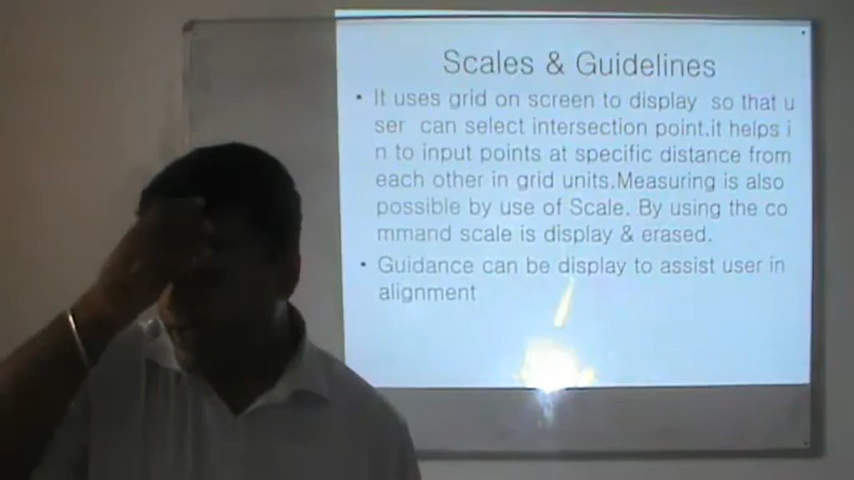 Scales & Guidelines
• It uses grid on screen to display so that u
ser can select intersection point.it helps i
n to input points at specific distance from
each other in grid units.Measuring is also
possible by use of Scale. By using the co
mmand scale is display & erased.
• Guidance can be display to assist user in
alignment